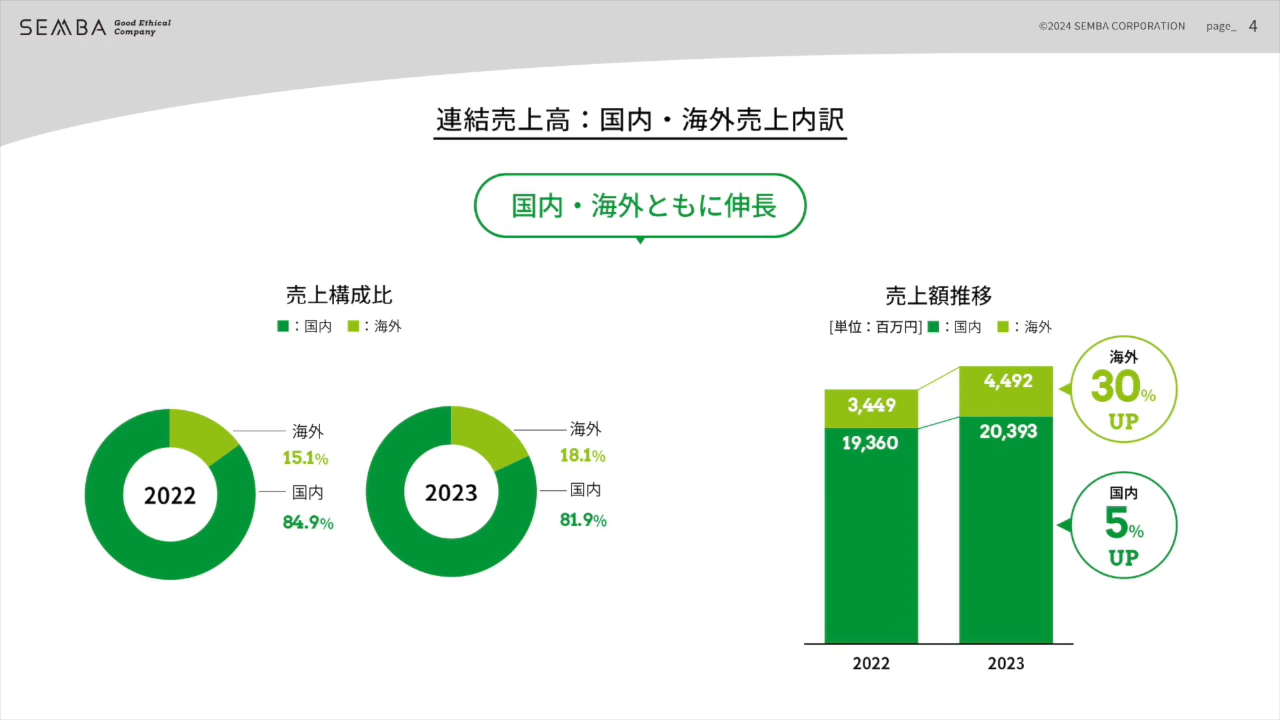 SEMBA Good Ethical
Company
©2024 SEMBA CORPORATION page_ 4
連結売上高：国内・海外売上内訳
国内・海外ともに伸長
売上構成比
：国内 ：海外
2022
海外
15.1%
国内
84.9%
2023
海外
18.1%
国内
81.9%
売上額推移
[単位：百万円] ：国内 ：海外
3,449
19,360
4,492
20,393
2022 2023
海外
30%
UP
国内
5%
UP